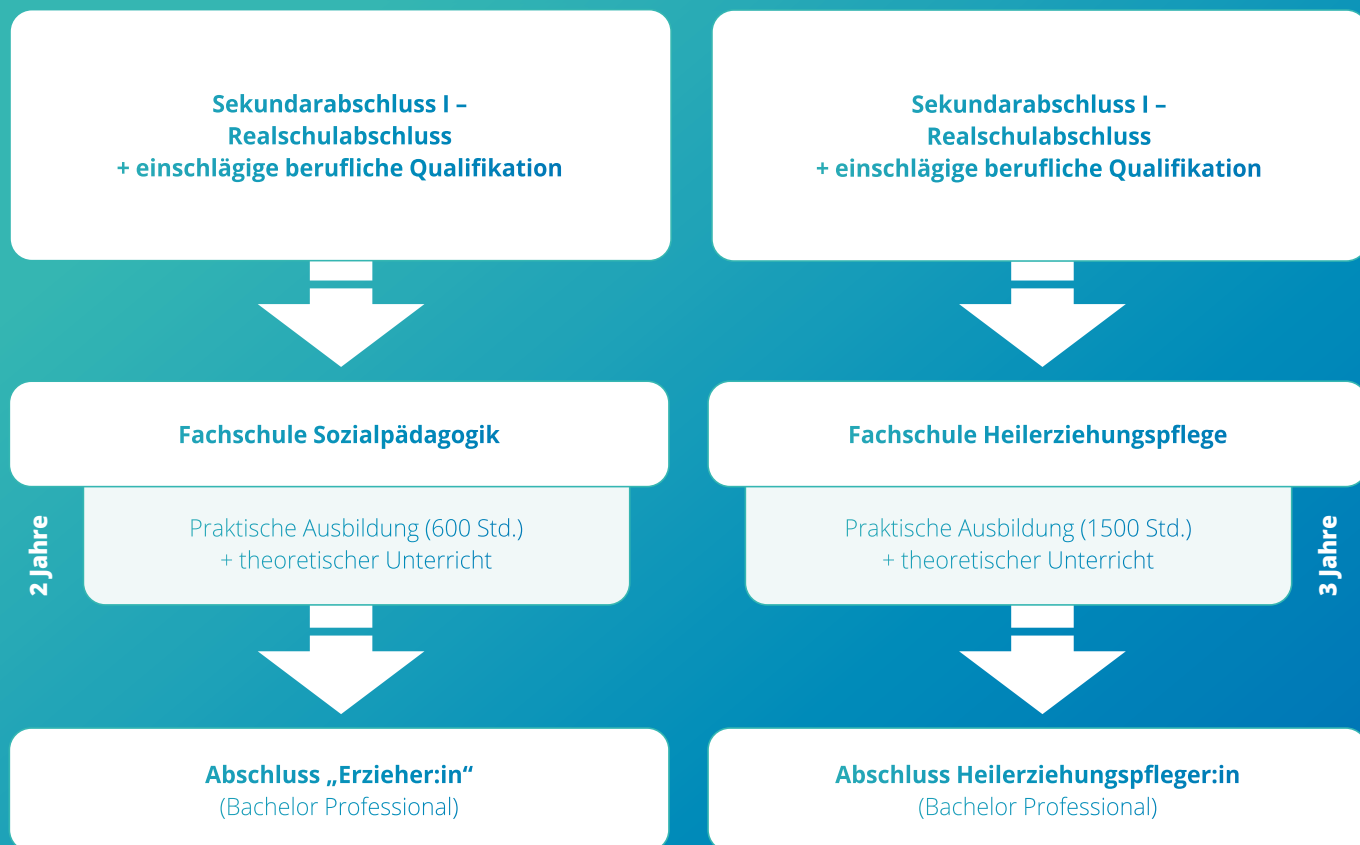 Sekundarabschluss I –
Realschulabschluss
+ einschlägige berufliche Qualifikation
Sekundarabschluss I –
Realschulabschluss
+ einschlägige berufliche Qualifikation
Fachschule Sozialpädagogik
Fachschule Heilerziehungspflege
2 Jahre
Praktische Ausbildung (600 Std.)
+ theoretischer Unterricht
Praktische Ausbildung (1500 Std.)
+ theoretischer Unterricht
3 Jahre
Abschluss „Erzieher:in“
(Bachelor Professional)
Abschluss Heilerziehungspfleger:in
(Bachelor Professional)